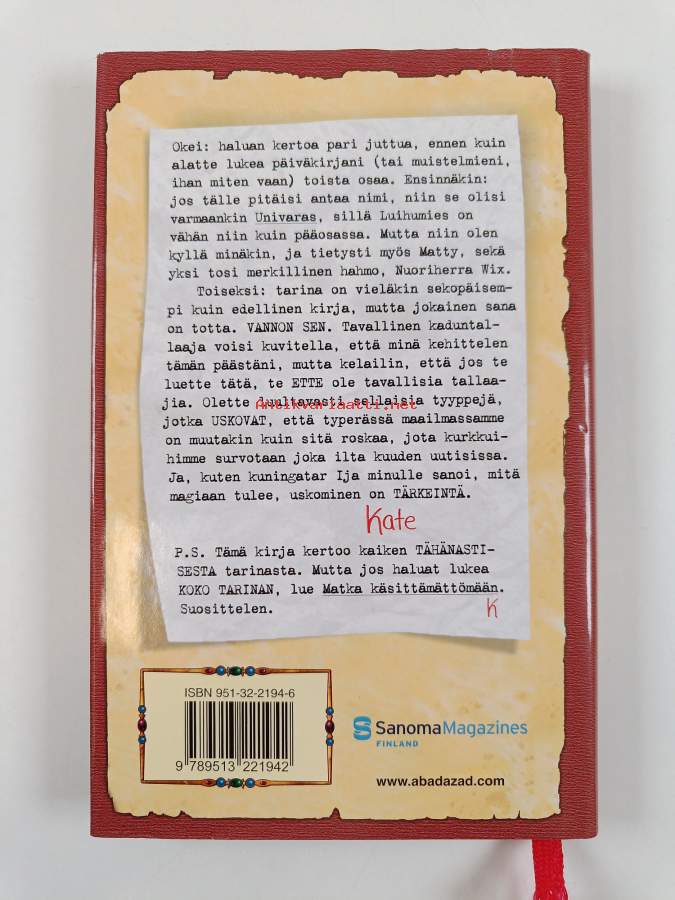 Okei: haluan kertoa pari juttua, ennen kuin
alatte lukea päiväkirjani (tai muistelmieni,
ihan miten vaan) toista osaa. Ensinnäkin:
jos tälle pitäisi antaa nimi, niin se olisi
varmaankin Univaras, sillä Luihumies on
vähän niin kuin pääosassa. Mutta niin olen
kyllä minäkin, ja tietysti myös Matty, sekä
yksi tosi merkillinen hahmo, Nuoriherra Wix.
Toiseksi: tarina on vieläkin sekopäisem-
pi kuin edellinen kirja, mutta jokainen sana
on totta. VANNON SEN. Tavallinen kaduntal-
laaja voisi kuvitella, että minä kehittelen
tämän päästäni, mutta kelailin, että jos te
luette tätä, te ETTE ole tavallisia tallaa-
jia. Olette luultavasti sellaisia tyyppejä,
Antikvariaatti.net
jotka USKOVAT, että typerässä maailmassamme
on muutakin kuin sitä roskaa, jota kurkkui-
himme survotaan joka ilta kuuden uutisissa.
Ja, kuten kuningatar Ija minulle sanoi, mitä
magiaan tulee, uskominen on TÄRKEINTÄ.
Kate
P.S. Tämä kirja kertoo kaiken TÄHÄNASTI-
SESTA tarinasta. Mutta jos haluat lukea
KOKO TARINAN, lue Matka käsittämättömään.
Suosittelen.
K
ISBN 951-32-2194-6
9 789513 221942
SanomaMagazines
FINLAND
www.abadazad.com